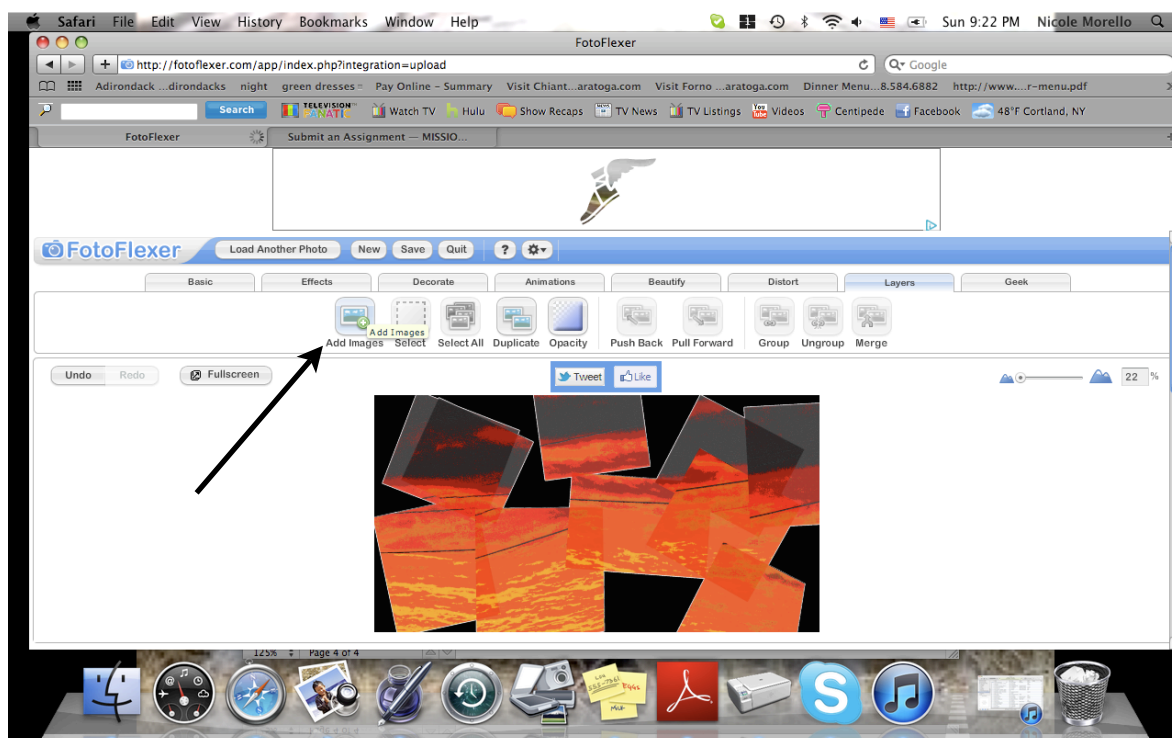 Safari File Edit View History Bookmarks Window Help Sun 9:22 PM Nicole Morello
FotoFlexer
http://fotoflexer.com/app/index.php?integration=upload Google
Adirondack ...dirondacks night green dresses Pay Online – Summary Visit Chiant...aratoga.com Visit Forno ...aratoga.com Dinner Menu...8.584.6882 http://www....r-menu.pdf
Search TELEVISION FANATIC Watch TV Hulu Show Recaps NEWS TV News TV Listings You Tube Videos Centipede Facebook 48°F Cortland, NY
FotoFlexer Submit an Assignment — MISSIO...
FotoFlexer Load Another Photo New Save Quit ?
Basic Effects Decorate Animations Beautify Distort Layers Geek
Add Images
Add Images Select Select All Duplicate Opacity Push Back Pull Forward Group Ungroup Merge
Undo Redo Fullscreen Tweet Like 22 %
125% Page 4 of 4